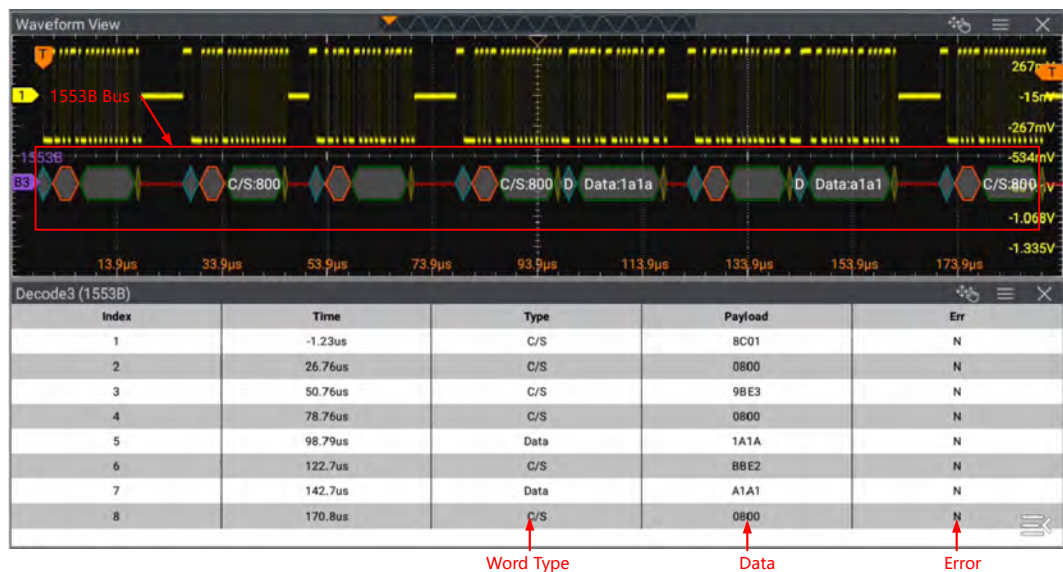 Waveform View
T
267m T
1 1553B Bus -15mV
-267mV
1553B -534mV
B3 C/S:800 C/S:800 D Data:1a1a D Data:a1a1 C/S:800
-1.068V
-1.335V
13.9µs 33.9µs 53.9µs 73.9µs 93.9µs 113.9µs 133.9µs 153.9µs 173.9µs
Decode3 (1553B)
Index Time Type Payload Err
1 -1.23us C/S 8C01 N
2 26.76us C/S 0800 N
3 50.76us C/S 9BE3 N
4 78.76us C/S 0800 N
5 98.79us Data 1A1A N
6 122.7us C/S BBE2 N
7 142.7us Data A1A1 N
8 170.8us C/S 0800 N
Word Type Data Error